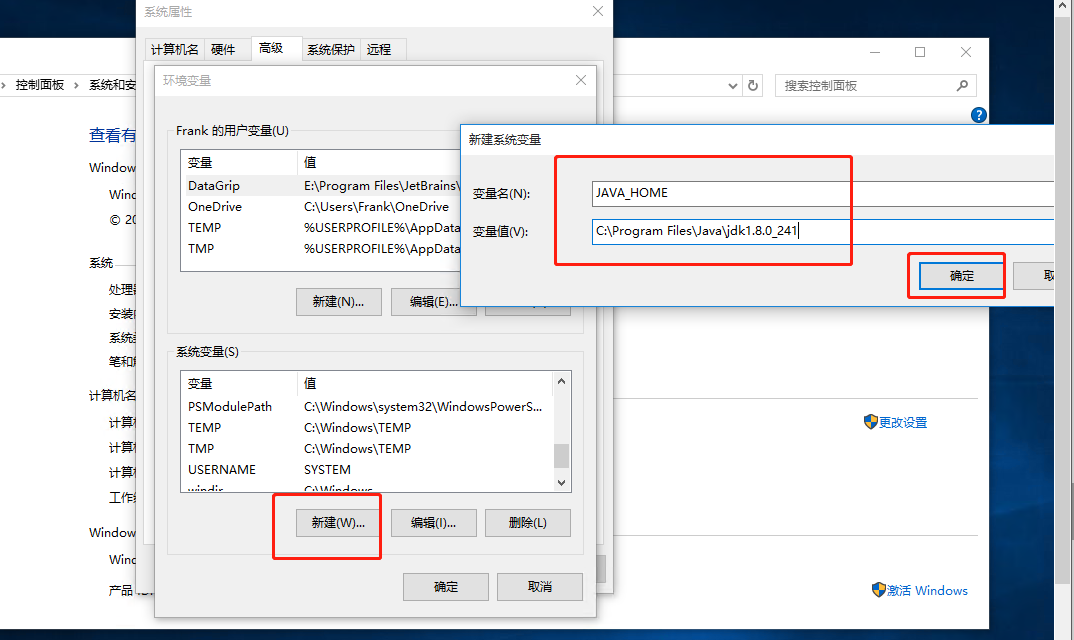 系统属性
计算机名 硬件 高级 系统保护 远程
控制面板 系统和安
搜索控制面板
环境变量
查看有
Window
© 20
系统
处理
安装
笔和
计算机名
计算
计算
计算
Window
产品
Frank 的用户变量(U)
变量 值
DataGrip E:\Program Files\JetBrains\
OneDrive C:\Users\Frank\OneDrive
TEMP %USERPROFILE%\AppData
TMP %USERPROFILE%\AppData
新建(N)... 编辑(E)...
系统变量(S)
变量 值
PSModulePath C:\Windows\system32\WindowsPowerS...
TEMP C:\Windows\TEMP
TMP C:\Windows\TEMP
USERNAME SYSTEM
windir C:\Windows
新建(W)... 编辑(I)... 删除(L)
确定 取消
新建系统变量
变量名(N): JAVA_HOME
变量值(V): C:\Program Files\Java\jdk1.8.0_241
确定
更改设置
激活 Windows